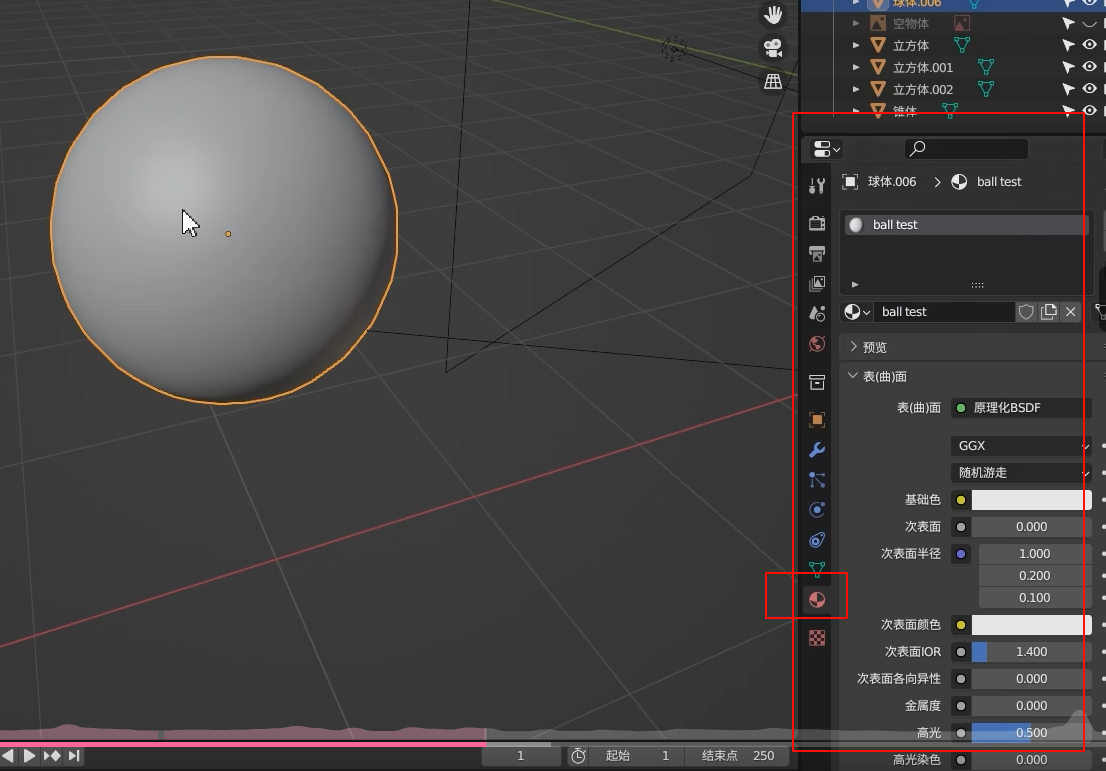 球体.006
空物体
立方体
立方体.001
立方体.002
锥体
球体.006 > ball test
ball test
ball test
预览
表(曲)面
表(曲)面 原理化BSDF
GGX
随机游走
基础色
次表面 0.000
次表面半径 1.000
0.200
0.100
次表面颜色
次表面IOR 1.400
次表面各向异性 0.000
金属度 0.000
高光 0.500
高光染色 0.000
1 起始 1 结束点 250